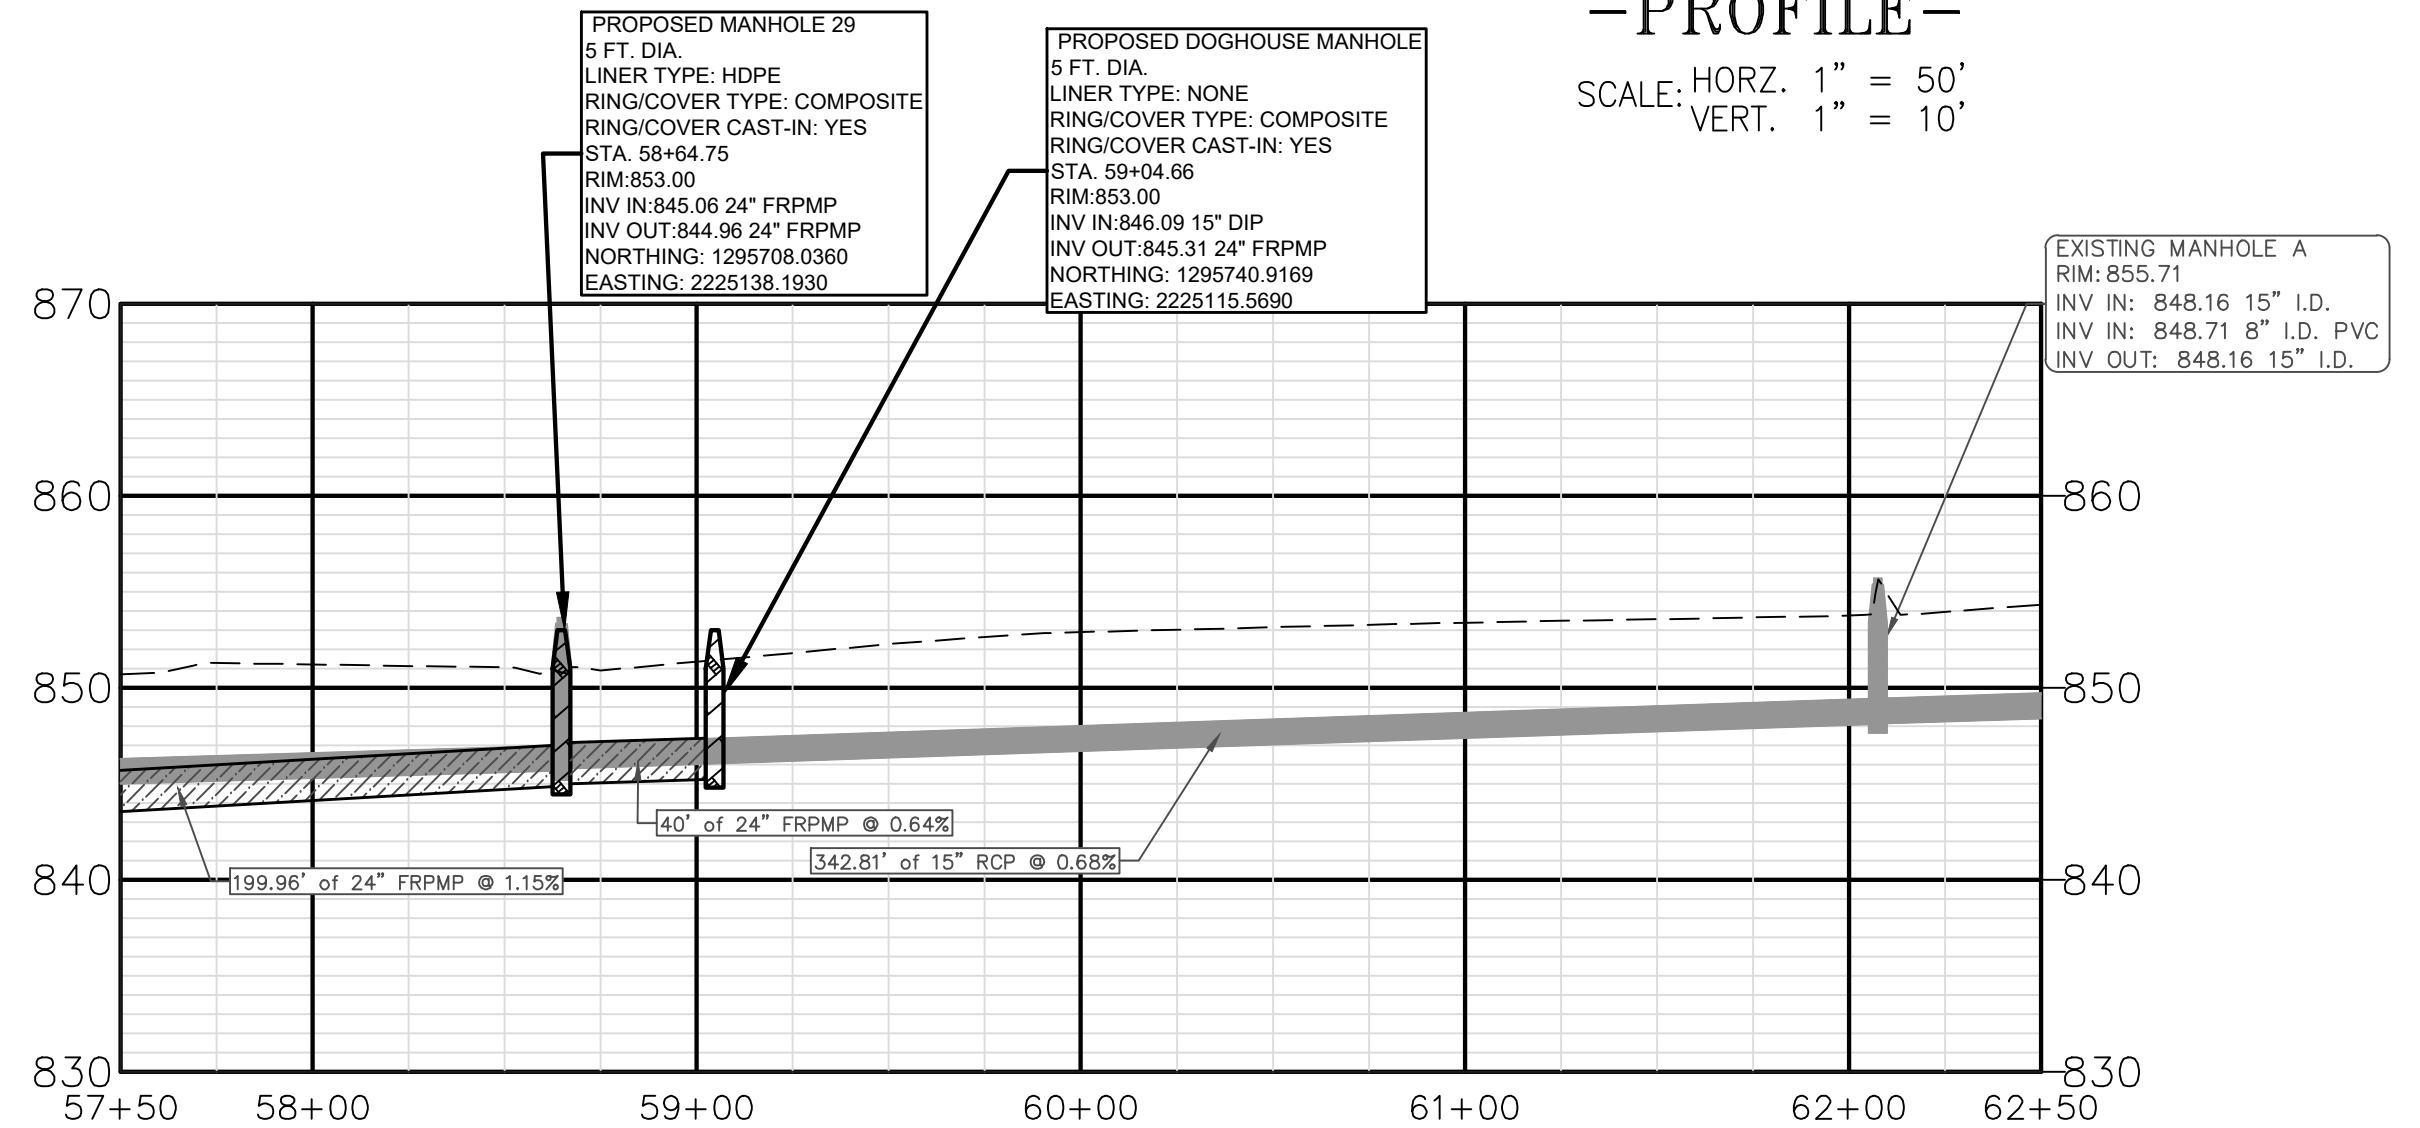 -PROFILE-
SCALE: HORZ. 1" = 50'
VERT. 1" = 10'
PROPOSED MANHOLE 29
5 FT. DIA.
LINER TYPE: HDPE
RING/COVER TYPE: COMPOSITE
RING/COVER CAST-IN: YES
STA. 58+64.75
RIM:853.00
INV IN:845.06 24" FRPMP
INV OUT:844.96 24" FRPMP
NORTHING: 1295708.0360
EASTING: 2225138.1930
PROPOSED DOGHOUSE MANHOLE
5 FT. DIA.
LINER TYPE: NONE
RING/COVER TYPE: COMPOSITE
RING/COVER CAST-IN: YES
STA. 59+04.66
RIM:853.00
INV IN:846.09 15" DIP
INV OUT:845.31 24" FRPMP
NORTHING: 1295740.9169
EASTING: 2225115.5690
EXISTING MANHOLE A
RIM: 855.71
INV IN: 848.16 15" I.D.
INV IN: 848.71 8" I.D. PVC
INV OUT: 848.16 15" I.D.
870
860
860
850
850
40' of 24" FRPMP @ 0.64%
342.81' of 15" RCP @ 0.68%
199.96' of 24" FRPMP @ 1.15%
840
840
830
830
57+50
58+00
59+00
60+00
61+00
62+00
62+50